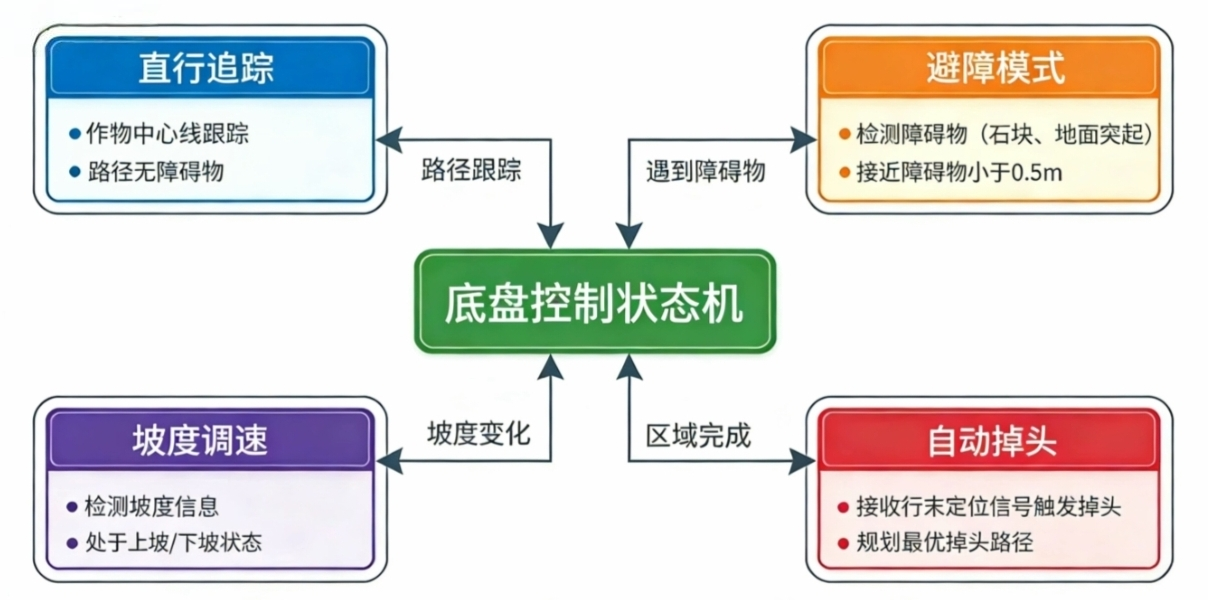 直行追踪
作物中心线跟踪
路径无障碍物
避障模式
检测障碍物（石块、地面突起）
接近障碍物小于0.5m
路径跟踪
遇到障碍物
底盘控制状态机
坡度变化
区域完成
坡度调速
检测坡度信息
处于上坡/下坡状态
自动掉头
接收行末定位信号触发掉头
规划最优掉头路径